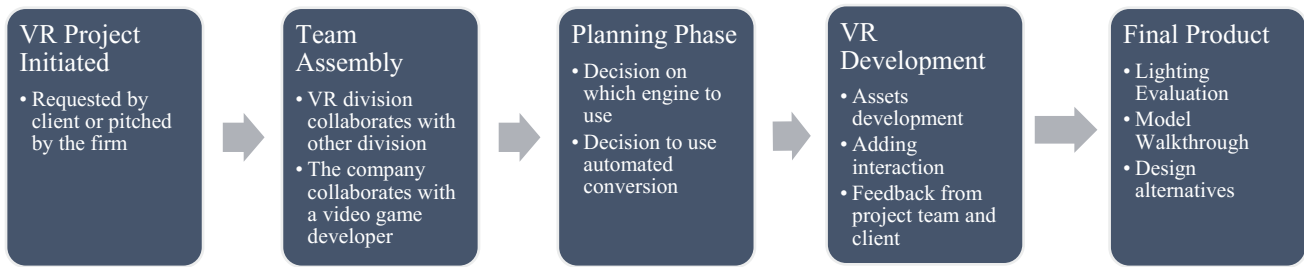 VR Project
Initiated
• Requested by
client or pitched
by the firm
Team
Assembly
• VR division
collaborates with
other division
• The company
collaborates with
a video game
developer
Planning Phase
• Decision on
which engine to
use
• Decision to use
automated
conversion
VR
Development
• Assets
development
• Adding
interaction
• Feedback from
project team and
client
Final Product
• Lighting
Evaluation
• Model
Walkthrough
• Design
alternatives